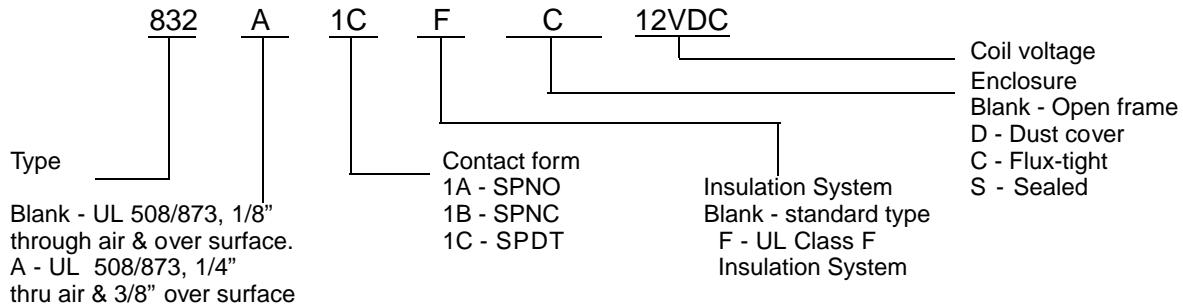 832 A 1C F C 12VDC
Coil voltage
Enclosure
Blank - Open frame
D - Dust cover
C - Flux-tight
S - Sealed
Type
Blank - UL 508/873, 1/8”
through air & over surface.
A - UL 508/873, 1/4”
thru air & 3/8” over surface
Contact form
1A - SPNO
1B - SPNC
1C - SPDT
Insulation System
Blank - standard type
F - UL Class F
Insulation System